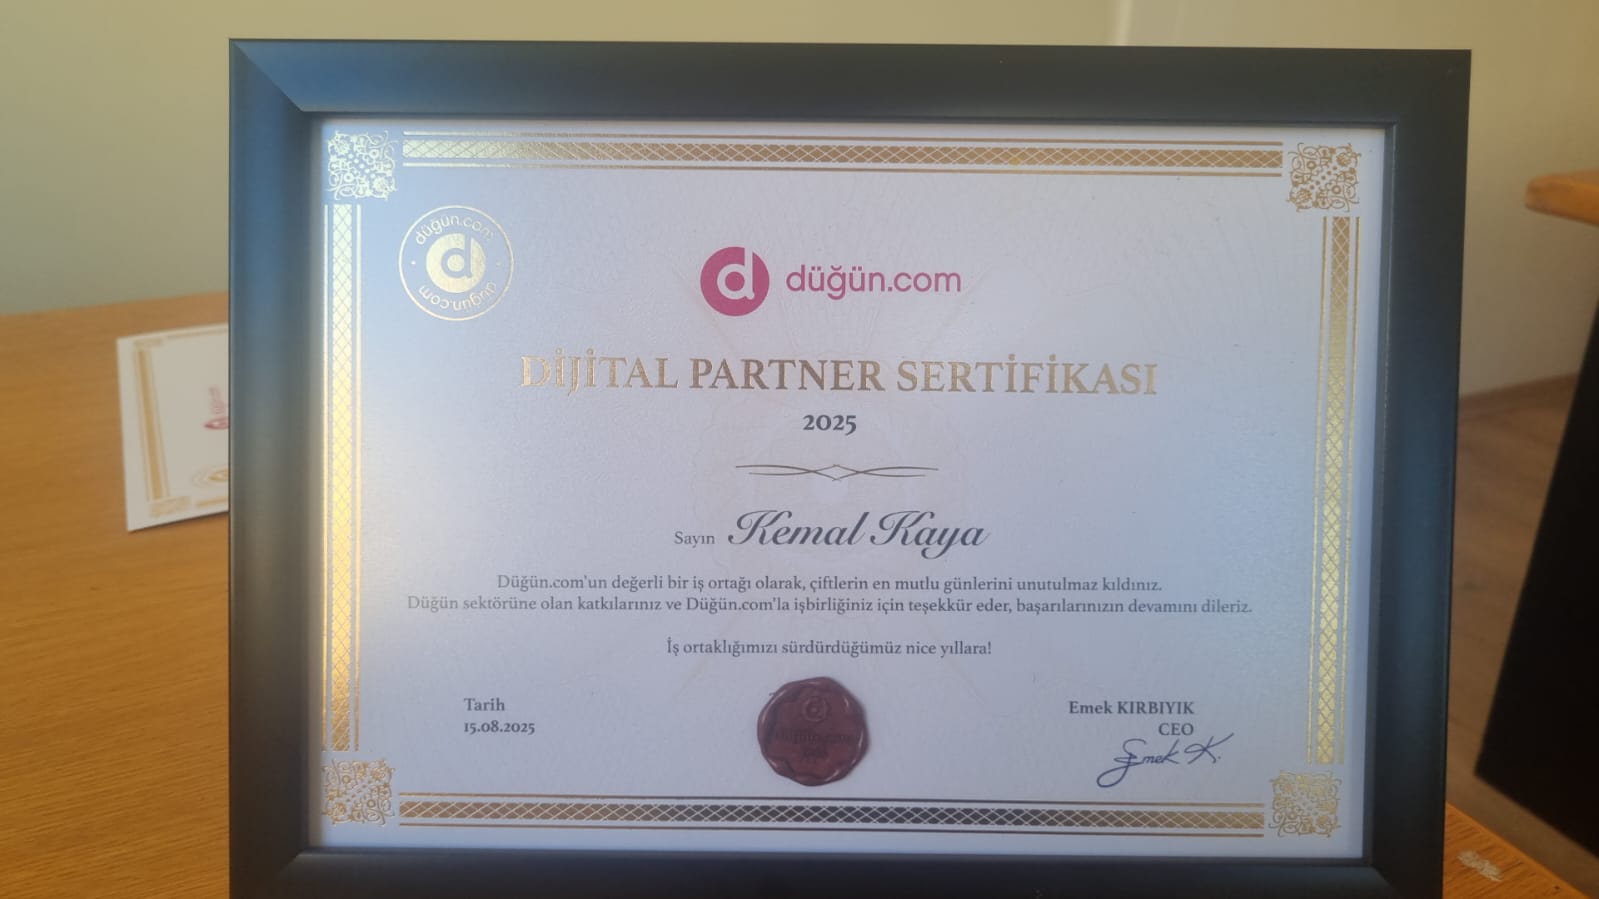 düğün.com
d
düğün.com
d düğün.com
DİJİTAL PARTNER SERTİFİKASI
2025
Sayın Kemal Kaya
Düğün.com'un değerli bir iş ortağı olarak, çiftlerin en mutlu günlerini unutulmaz kıldınız.
Düğün sektörüne olan katkılarınız ve Düğün.com'la işbirliğiniz için teşekkür eder, başarılarınızın devamını dileriz.
İş ortaklığımızı sürdürdüğümüz nice yıllara!
Tarih
15.08.2025
d
Emek KIRBIYIK
CEO
Emek K.